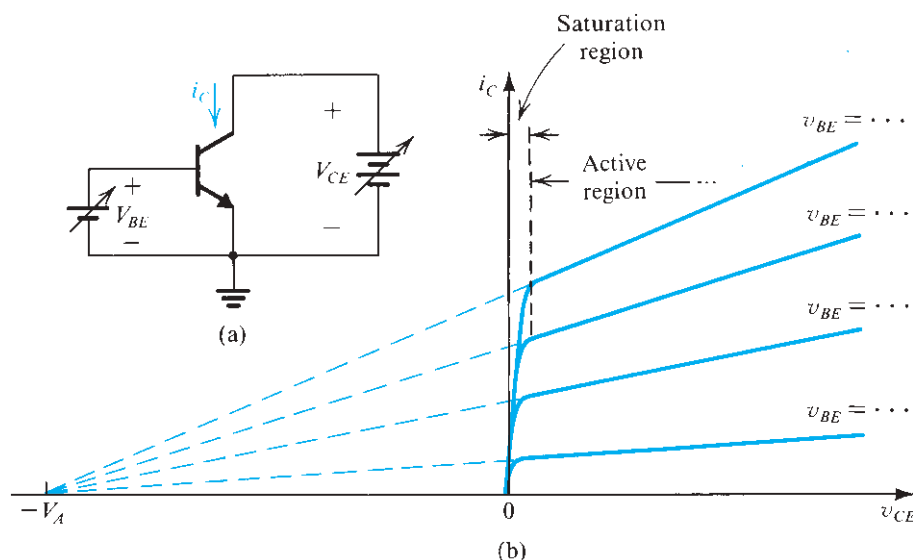 Saturation
region
i_C
i_C
v_BE = · · ·
+
V_CE
−
Active
region
· · ·
+
V_BE
−
v_BE = · · ·
v_BE = · · ·
v_BE = · · ·
(a)
−V_A
0
v_CE
(b)